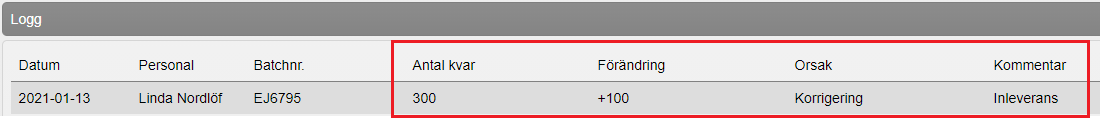 Logg
Datum Personal Batchnr. Antal kvar Förändring Orsak Kommentar
2021-01-13 Linda Nordlöf EJ6795 300 +100 Korrigering Inleverans